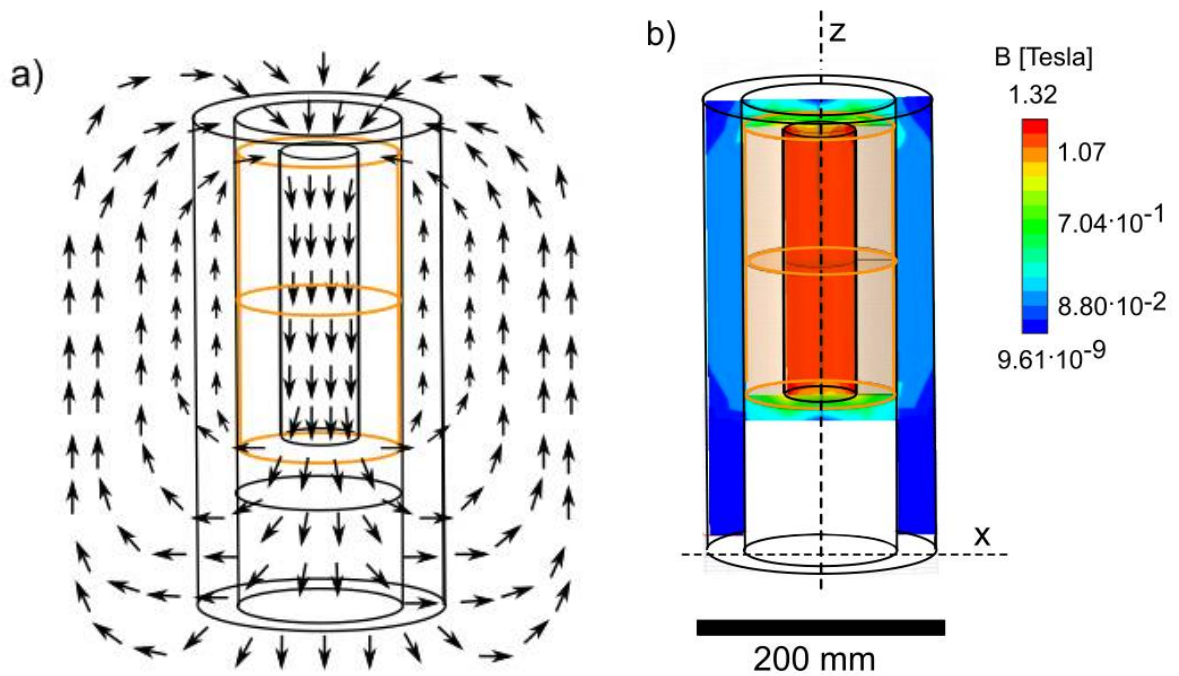 a)
b)
z
B [Tesla]
1.32
1.07
7.04·10-1
8.80·10-2
9.61·10-9
x
200 mm